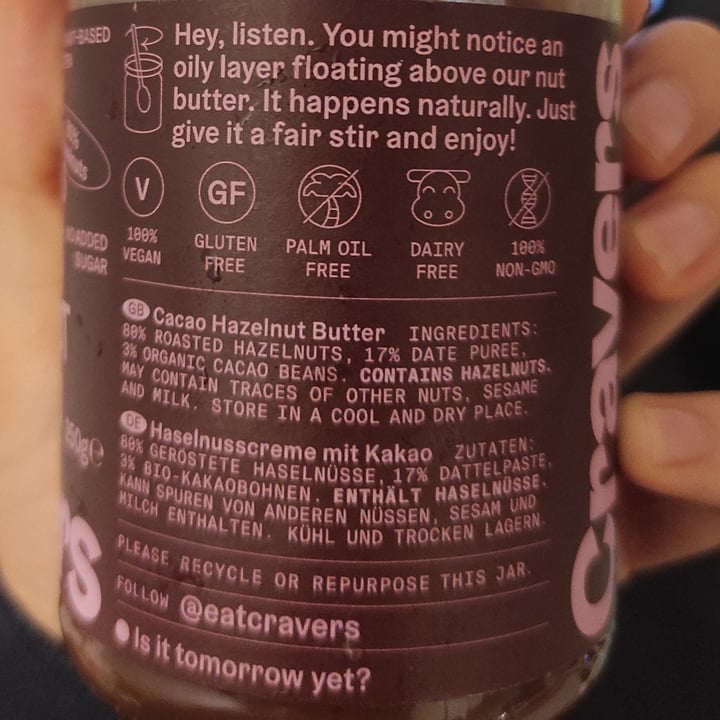 Hey, listen. You might notice an
oily layer floating above our nut
butter. It happens naturally. Just
give it a fair stir and enjoy!
V
GF
100%
VEGAN
GLUTEN
FREE
PALM OIL
FREE
DAIRY
FREE
100%
NON-GMO
GB Cacao Hazelnut Butter INGREDIENTS:
80% ROASTED HAZELNUTS, 17% DATE PUREE,
3% ORGANIC CACAO BEANS. CONTAINS HAZELNUTS.
MAY CONTAIN TRACES OF OTHER NUTS, SESAME
AND MILK. STORE IN A COOL AND DRY PLACE.
DE Haselnusscreme mit Kakao ZUTATEN:
80% GERÖSTETE HASELNÜSSE, 17% DATTELPASTE,
3% BIO-KAKAOBOHNEN. ENTHÄLT HASELNÜSSE.
KANN SPUREN VON ANDEREN NÜSSEN, SESAM UND
MILCH ENTHALTEN. KÜHL UND TROCKEN LAGERN.
PLEASE RECYCLE OR REPURPOSE THIS JAR.
FOLLOW @eatcravers
Is it tomorrow yet?
Cravers
ADDED
SUGAR
250g℮